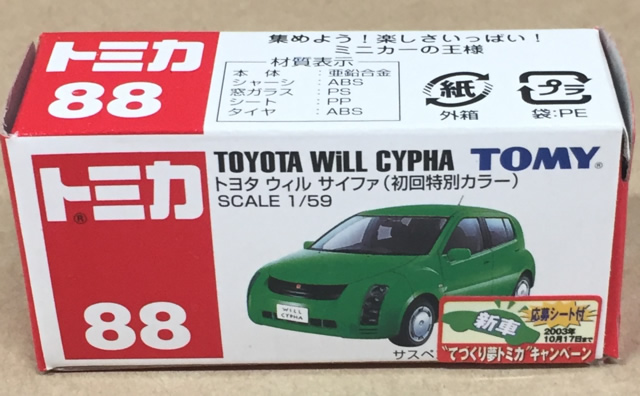 トミカ
88
集めよう!楽しさいっぱい!
ミニカーの王様
材質表示
本体:亜鉛合金
シャーシ:ABS
窓ガラス:PS
シート:PP
タイヤ:ABS
紙
外箱
プラ
袋:PE
トミカ®
88
TOYOTA WiLL CYPHA TOMY®
トヨタ ウィル サイファ(初回特別カラー)
SCALE 1/59
WiLL
CYPHA
サスペ
新車
応募シート付
2003年
10月17日まで
"てづくり夢トミカ"キャンペーン